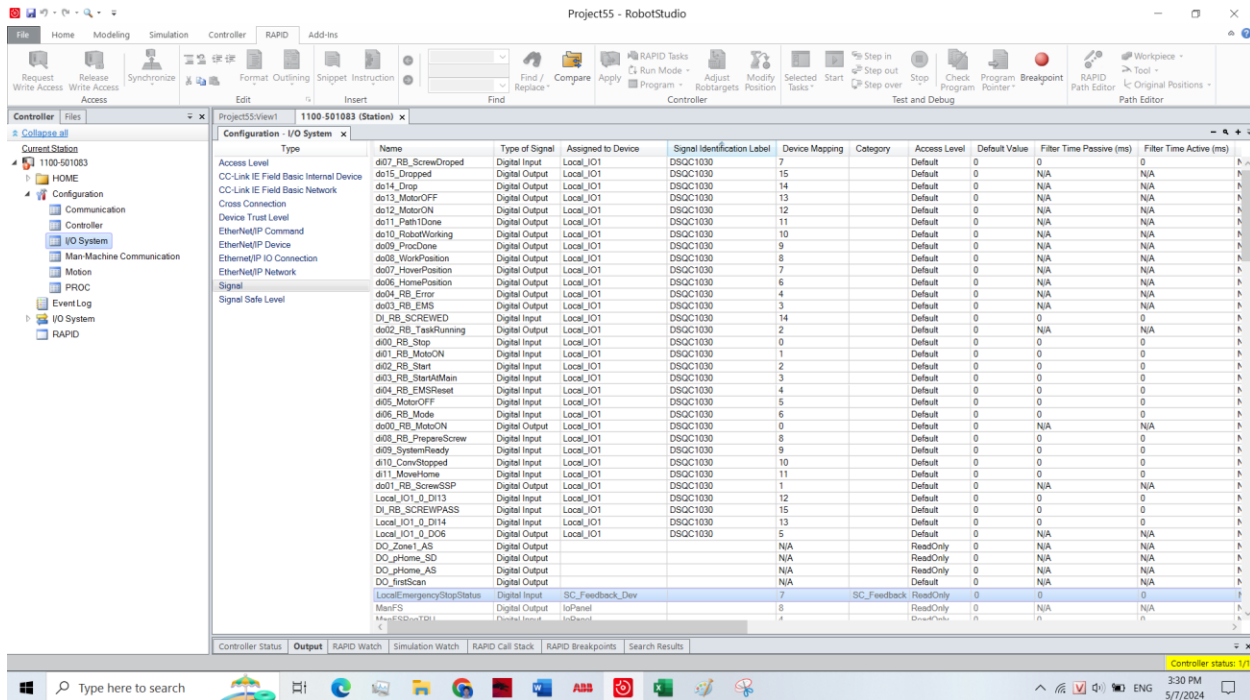 Project55 - RobotStudio
File Home Modeling Simulation Controller RAPID Add-Ins
Request Write Access
Release Write Access
Access
Synchronize
Format Outlining
Edit
Snippet Instruction
Insert
Find / Replace
Find
Compare
Apply
RAPID Tasks
Run Mode
Program
Adjust Robtargets
Modify Position
Controller
Selected Tasks
Start
Step in
Step out
Step over
Stop
Check Program
Program Pointer
Breakpoint
Test and Debug
RAPID Path Editor
Workpiece
Tool
Original Positions
Path Editor
Controller Files
Collapse all
Current Station
1100-501083
HOME
Configuration
Communication
Controller
I/O System
Man-Machine Communication
Motion
PROC
Event Log
I/O System
RAPID
Project55:View1 1100-501083 (Station) x
Configuration - I/O System x
Type
Access Level
CC-Link IE Field Basic Internal Device
CC-Link IE Field Basic Network
Cross Connection
Device Trust Level
EtherNet/IP Command
EtherNet/IP Device
Ethernet/IP IO Connection
EtherNet/IP Network
Signal
Signal Safe Level
Name Type of Signal Assigned to Device Signal Identification Label Device Mapping Category Access Level Default Value Filter Time Passive (ms) Filter Time Active (ms)
di07_RB_ScrewDroped Digital Input Local_IO1 DSQC1030 7 Default 0 0 0
do15_Dropped Digital Output Local_IO1 DSQC1030 15 Default 0 N/A N/A
do14_Drop Digital Output Local_IO1 DSQC1030 14 Default 0 N/A N/A
do13_MotorOFF Digital Output Local_IO1 DSQC1030 13 Default 0 N/A N/A
do12_MotorON Digital Output Local_IO1 DSQC1030 12 Default 0 N/A N/A
do11_Path1Done Digital Output Local_IO1 DSQC1030 11 Default 0 N/A N/A
do10_RobotWorking Digital Output Local_IO1 DSQC1030 10 Default 0 N/A N/A
do09_ProcDone Digital Output Local_IO1 DSQC1030 9 Default 0 N/A N/A
do08_WorkPosition Digital Output Local_IO1 DSQC1030 8 Default 0 N/A N/A
do07_HoverPosition Digital Output Local_IO1 DSQC1030 7 Default 0 N/A N/A
do06_HomePosition Digital Output Local_IO1 DSQC1030 6 Default 0 N/A N/A
do04_RB_Error Digital Output Local_IO1 DSQC1030 4 Default 0 N/A N/A
do03_RB_EMS Digital Output Local_IO1 DSQC1030 3 Default 0 N/A N/A
DI_RB_SCREWED Digital Input Local_IO1 DSQC1030 14 Default 0 0 0
do02_RB_TaskRunning Digital Output Local_IO1 DSQC1030 2 Default 0 N/A N/A
di00_RB_Stop Digital Input Local_IO1 DSQC1030 0 Default 0 0 0
di01_RB_MotoON Digital Input Local_IO1 DSQC1030 1 Default 0 0 0
di02_RB_Start Digital Input Local_IO1 DSQC1030 2 Default 0 0 0
di03_RB_StartAtMain Digital Input Local_IO1 DSQC1030 3 Default 0 0 0
di04_RB_EMSReset Digital Input Local_IO1 DSQC1030 4 Default 0 0 0
di05_MotorOFF Digital Input Local_IO1 DSQC1030 5 Default 0 0 0
di06_RB_Mode Digital Input Local_IO1 DSQC1030 6 Default 0 0 0
do00_RB_MotoON Digital Output Local_IO1 DSQC1030 0 Default 0 N/A N/A
di08_RB_PrepareScrew Digital Input Local_IO1 DSQC1030 8 Default 0 0 0
di09_SystemReady Digital Input Local_IO1 DSQC1030 9 Default 0 0 0
di10_ConvStopped Digital Input Local_IO1 DSQC1030 10 Default 0 0 0
di11_MoveHome Digital Input Local_IO1 DSQC1030 11 Default 0 0 0
do01_RB_ScrewSSP Digital Output Local_IO1 DSQC1030 1 Default 0 N/A N/A
Local_IO1_0_DI13 Digital Input Local_IO1 DSQC1030 12 Default 0 0 0
DI_RB_SCREWPASS Digital Input Local_IO1 DSQC1030 15 Default 0 0 0
Local_IO1_0_DI14 Digital Input Local_IO1 DSQC1030 13 Default 0 0 0
Local_IO1_0_DO6 Digital Output Local_IO1 DSQC1030 5 Default 0 N/A N/A
DO_Zone1_AS Digital Output N/A ReadOnly 0 N/A N/A
DO_pHome_SD Digital Output N/A ReadOnly 0 N/A N/A
DO_pHome_AS Digital Output N/A ReadOnly 0 N/A N/A
DO_firstScan Digital Output N/A Default 0 N/A N/A
LocalEmergencyStopStatus Digital Input SC_Feedback_Dev 7 SC_Feedback ReadOnly 0 0 0
ManFS Digital Output IoPanel 8 ReadOnly 0 N/A N/A
Controller Status Output RAPID Watch Simulation Watch RAPID Call Stack RAPID Breakpoints Search Results
Controller status: 1/1
Type here to search
ABB
ENG
3:30 PM
5/7/2024